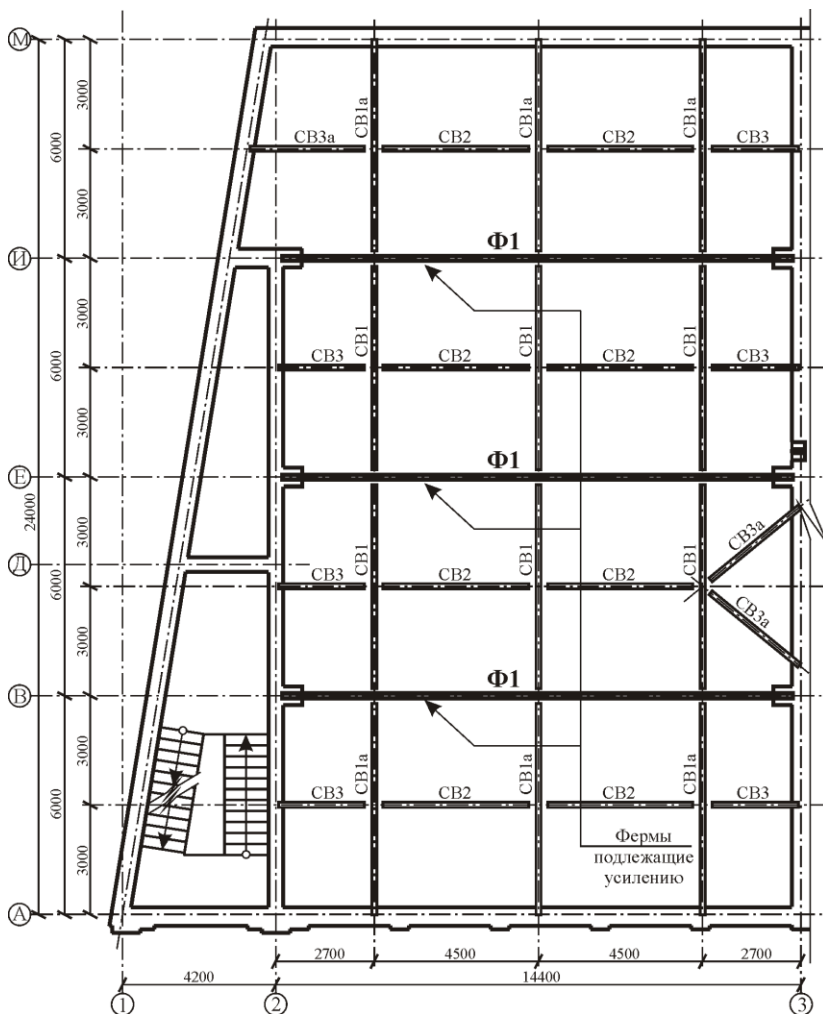 М
3000
СВ1а
СВ1а
СВ1а
6000
СВ3а
СВ2
СВ2
СВ3
3000
Ф1
И
3000
СВ1
СВ1
СВ1
6000
СВ3
СВ2
СВ2
СВ3
3000
Ф1
Е
24000
3000
СВ1
СВ1
СВ1
СВ3а
Д
6000
СВ3
СВ2
СВ2
СВ3а
3000
Ф1
В
3000
СВ1а
СВ1а
СВ1а
6000
СВ3
СВ2
СВ2
СВ3
3000
Фермы
подлежащие
усилению
А
2700
4500
4500
2700
4200
14400
1
2
3